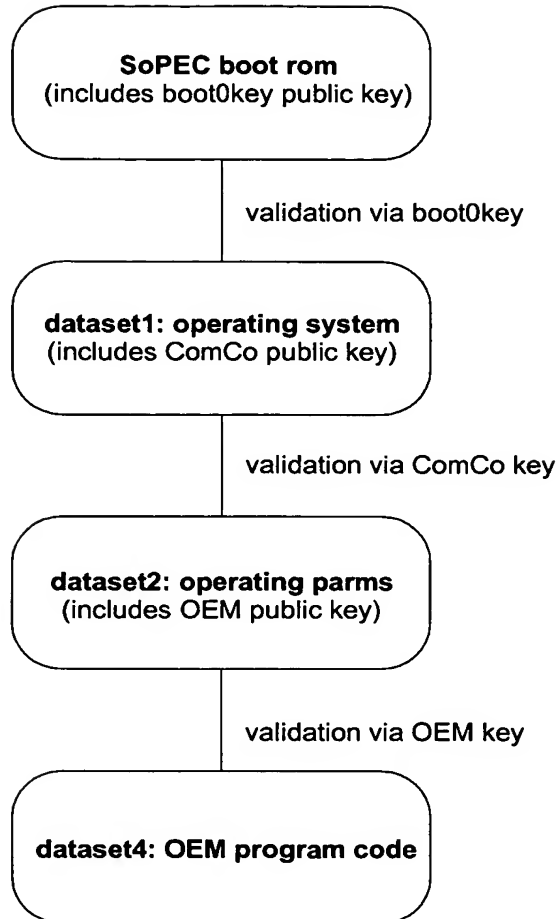 SoPEC boot rom
(includes boot0key public key)
validation via boot0key
dataset1: operating system
(includes ComCo public key)
validation via ComCo key
dataset2: operating parms
(includes OEM public key)
validation via OEM key
dataset4: OEM program code